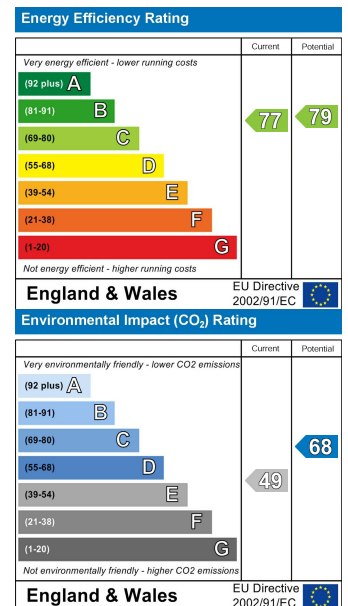 Energy Efficiency Rating
Current Potential
Very energy efficient - lower running costs
(92 plus) A
(81-91) B
(69-80) C
(55-68) D
(39-54) E
(21-38) F
(1-20) G
77 79
Not energy efficient - higher running costs
England & Wales
EU Directive
2002/91/EC
Environmental Impact (CO₂) Rating
Current Potential
Very environmentally friendly - lower CO2 emissions
(92 plus) A
(81-91) B
(69-80) C
(55-68) D
(39-54) E
(21-38) F
(1-20) G
49 68
Not environmentally friendly - higher CO2 emissions
England & Wales
EU Directive
2002/91/EC